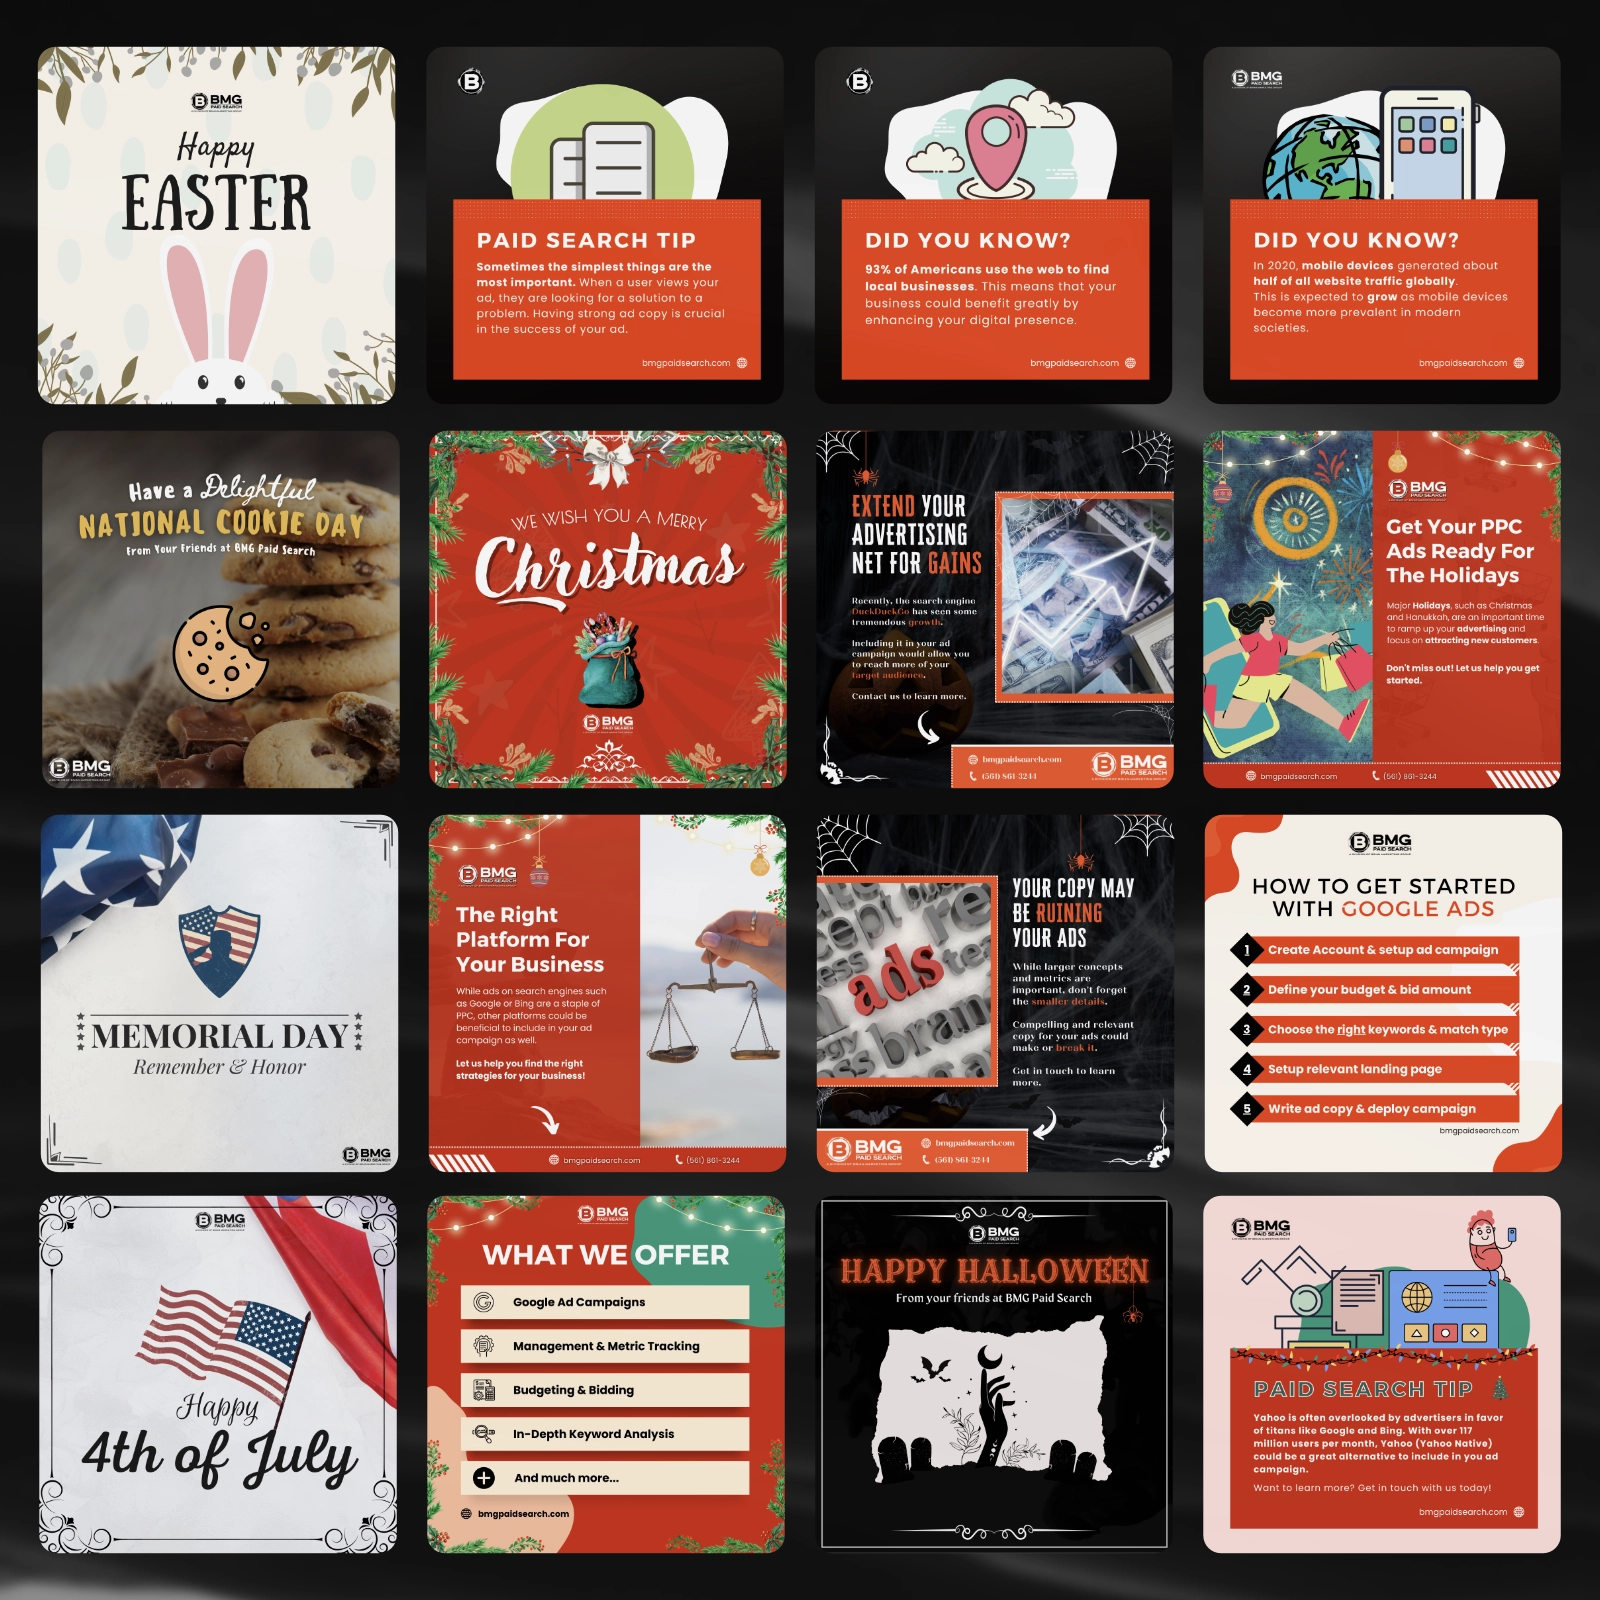 B BMG
PAID SEARCH
Happy
EASTER
B
PAID SEARCH TIP
Sometimes the simplest things are the
most important. When a user views your
ad, they are looking for a solution to a
problem. Having strong ad copy is crucial
in the success of your ad.
bmgpaidsearch.com
B
DID YOU KNOW?
93% of Americans use the web to find
local businesses. This means that your
business could benefit greatly by
enhancing your digital presence.
bmgpaidsearch.com
B BMG
PAID SEARCH
DID YOU KNOW?
In 2020, mobile devices generated about
half of all website traffic globally.
This is expected to grow as mobile devices
become more prevalent in modern
societies.
bmgpaidsearch.com
Have a Delightful
NATIONAL COOKIE DAY
From Your Friends at BMG Paid Search
B BMG
PAID SEARCH
WE WISH YOU A MERRY
Christmas
B BMG
PAID SEARCH
EXTEND YOUR
ADVERTISING
NET FOR GAINS
Recently, the search engine
DuckDuckGo has seen some
tremendous growth.
Including it in your ad
campaign would allow you
to reach more of your
target audience.
Contact us to learn more.
bmgpaidsearch.com
(561) 861-3244
B BMG
PAID SEARCH
B BMG
PAID SEARCH
Get Your PPC
Ads Ready For
The Holidays
Major Holidays, such as Christmas
and Hanukkah, are an important time
to ramp up your advertising and
focus on attracting new customers.
Don't miss out! Let us help you get
started.
bmgpaidsearch.com
(561) 861-3244
MEMORIAL DAY
Remember & Honor
B BMG
PAID SEARCH
B BMG
PAID SEARCH
The Right
Platform For
Your Business
While ads on search engines such
as Google or Bing are a staple of
PPC, other platforms could be
beneficial to include in your ad
campaign as well.
Let us help you find the right
strategies for your business!
bmgpaidsearch.com
(561) 861-3244
ads
brain
YOUR COPY MAY
BE RUINING
YOUR ADS
While larger concepts
and metrics are
important, don't forget
the smaller details.
Compelling and relevant
copy for your ads could
make or break it.
Get in touch to learn
more.
B BMG
PAID SEARCH
bmgpaidsearch.com
(561) 861-3244
B BMG
PAID SEARCH
HOW TO GET STARTED
WITH GOOGLE ADS
1 Create Account & setup ad campaign
2 Define your budget & bid amount
3 Choose the right keywords & match type
4 Setup relevant landing page
5 Write ad copy & deploy campaign
bmgpaidsearch.com
B BMG
PAID SEARCH
Happy
4th of July
B BMG
PAID SEARCH
WHAT WE OFFER
Google Ad Campaigns
Management & Metric Tracking
Budgeting & Bidding
In-Depth Keyword Analysis
And much more...
bmgpaidsearch.com
B BMG
PAID SEARCH
HAPPY HALLOWEEN
From your friends at BMG Paid Search
B BMG
PAID SEARCH
PAID SEARCH TIP
Yahoo is often overlooked by advertisers in favor
of titans like Google and Bing. With over 117
million users per month, Yahoo (Yahoo Native)
could be a great alternative to include in you ad
campaign.
Want to learn more? Get in touch with us today!
bmgpaidsearch.com